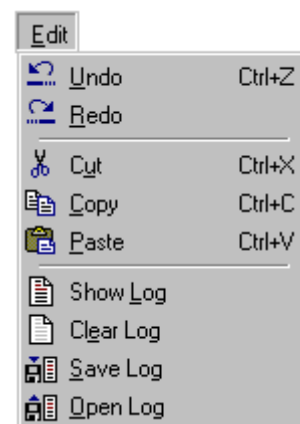 Edit
Undo Ctrl+Z
Redo
Cut Ctrl+X
Copy Ctrl+C
Paste Ctrl+V
Show Log
Clear Log
Save Log
Open Log